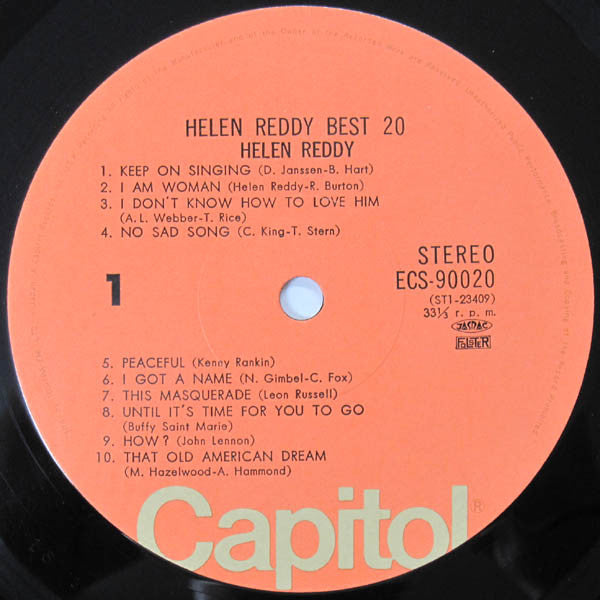 HELEN REDDY BEST 20
HELEN REDDY
1. KEEP ON SINGING (D. Janssen-B. Hart)
2. I AM WOMAN (Helen Reddy-R. Burton)
3. I DON'T KNOW HOW TO LOVE HIM
(A.L. Webber-T. Rice)
4. NO SAD SONG (C. King-T. Stern)
1
STEREO
ECS-90020
(ST1-23409)
33⅓ r. p. m.
JASRAC
5. PEACEFUL (Kenny Rankin)
6. I GOT A NAME (N. Gimbel-C. Fox)
7. THIS MASQUERADE (Leon Russell)
8. UNTIL IT'S TIME FOR YOU TO GO
(Buffy Saint Marie)
9. HOW? (John Lennon)
10. THAT OLD AMERICAN DREAM
(M. Hazelwood-A. Hammond)
Capitol®